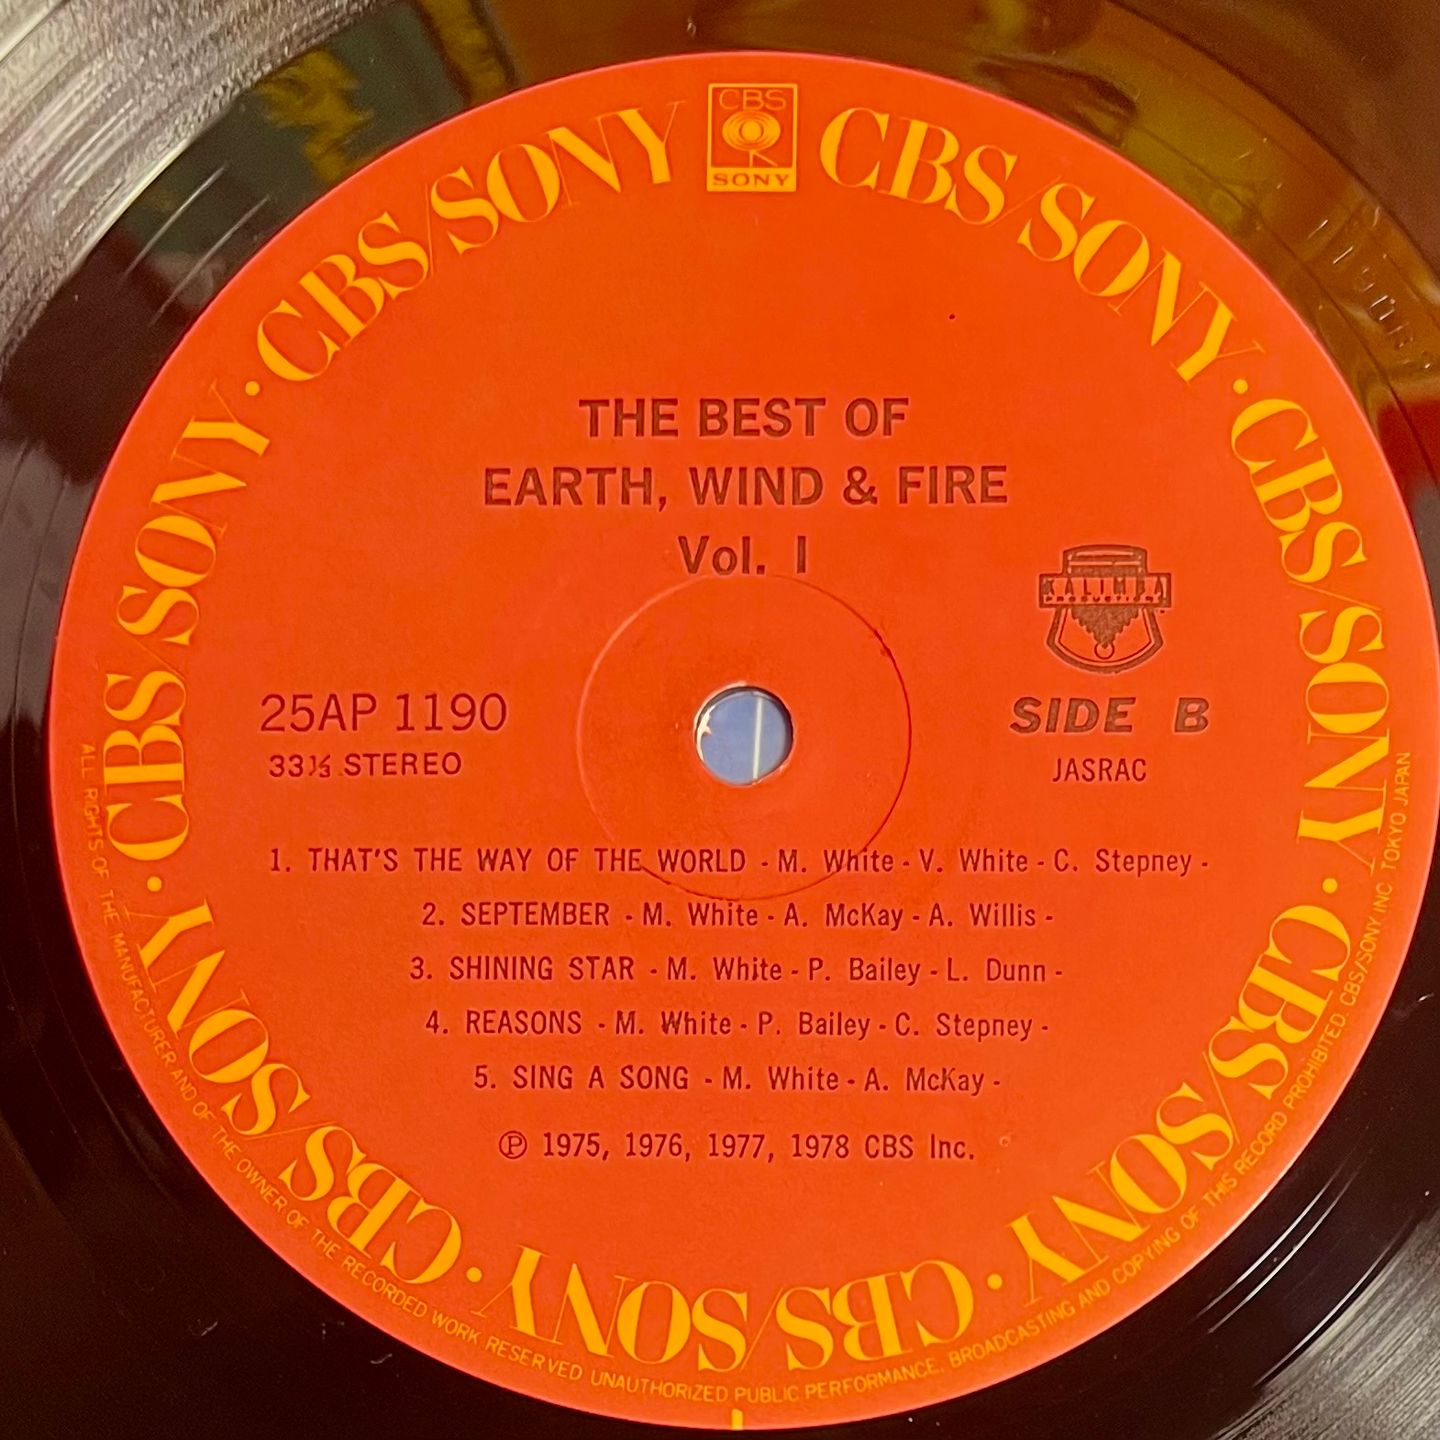 CBS
SONY
CBS/SONY · CBS/SONY · CBS/SONY · CBS/SONY · CBS/SONY · CBS/SONY · CBS/SONY
THE BEST OF
EARTH, WIND & FIRE
Vol. I
KALIMBA
PRODUCTIONS
25AP 1190
SIDE B
33⅓ STEREO
JASRAC
1. THAT'S THE WAY OF THE WORLD - M. White - V. White - C. Stepney -
2. SEPTEMBER - M. White - A. McKay - A. Willis -
3. SHINING STAR - M. White - P. Bailey - L. Dunn -
4. REASONS - M. White - P. Bailey - C. Stepney -
5. SING A SONG - M. White - A. McKay -
Ⓟ 1975, 1976, 1977, 1978 CBS Inc.
ALL RIGHTS OF THE MANUFACTURER AND OF THE OWNER OF THE RECORDED WORK RESERVED UNAUTHORIZED PUBLIC PERFORMANCE, BROADCASTING AND COPYING OF THIS RECORD PROHIBITED. CBS/SONY INC. TOKYO, JAPAN